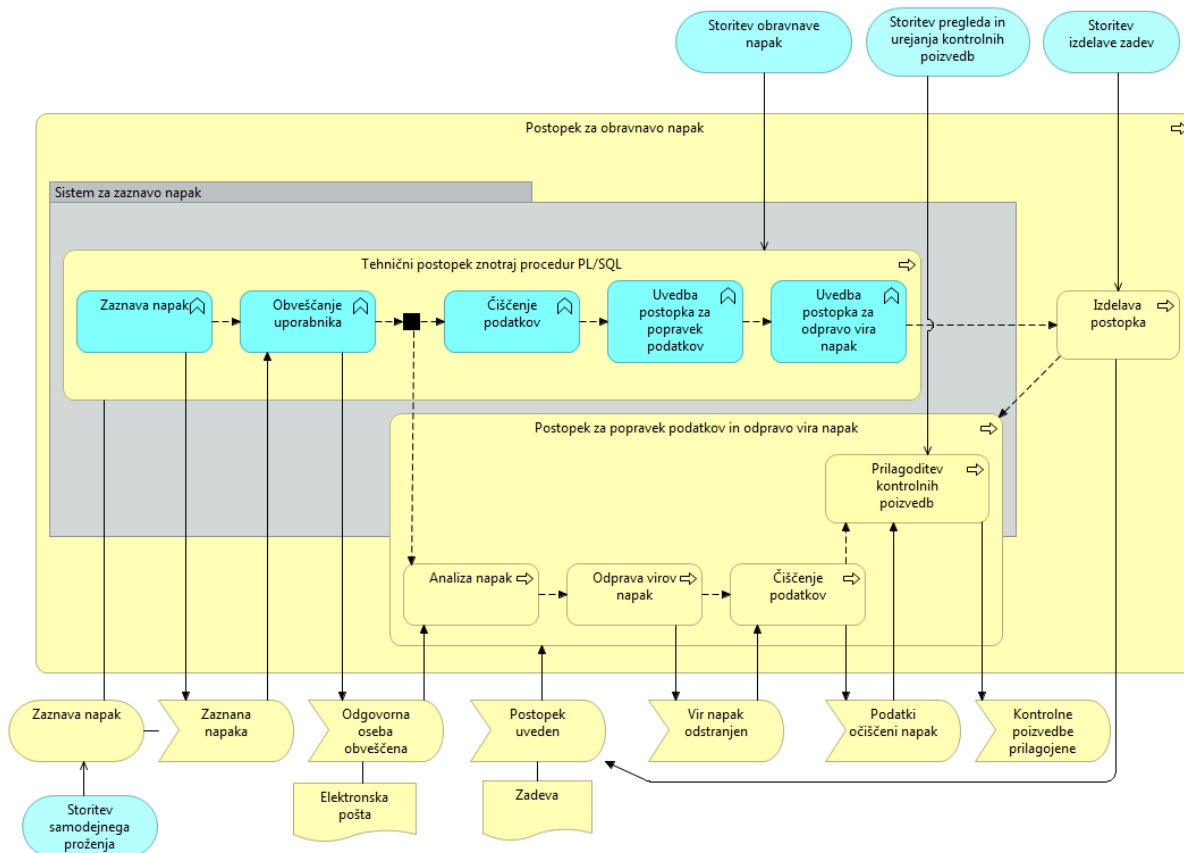 Storitev obravnave
napak
Storitev pregleda in
urejanja kontrolnih
poizvedb
Storitev
izdelave zadev
Postopek za obravnavo napak
Sistem za zaznavo napak
Tehnični postopek znotraj procedur PL/SQL
Zaznava napak
Obveščanje
uporabnika
Čiščenje
podatkov
Uvedba
postopka za
popravek
podatkov
Uvedba
postopka za
odpravo vira
napak
Izdelava
postopka
Postopek za popravek podatkov in odpravo vira napak
Prilagoditev
kontrolnih
poizvedb
Analiza napak
Odprava virov
napak
Čiščenje
podatkov
Zaznava napak
Zaznana
napaka
Odgovorna
oseba
obveščena
Postopek
uveden
Vir napak
odstranjen
Podatki
očiščeni napak
Kontrolne
poizvedbe
prilagojene
Elektronska
pošta
Zadeva
Storitev
samodejnega
proženja